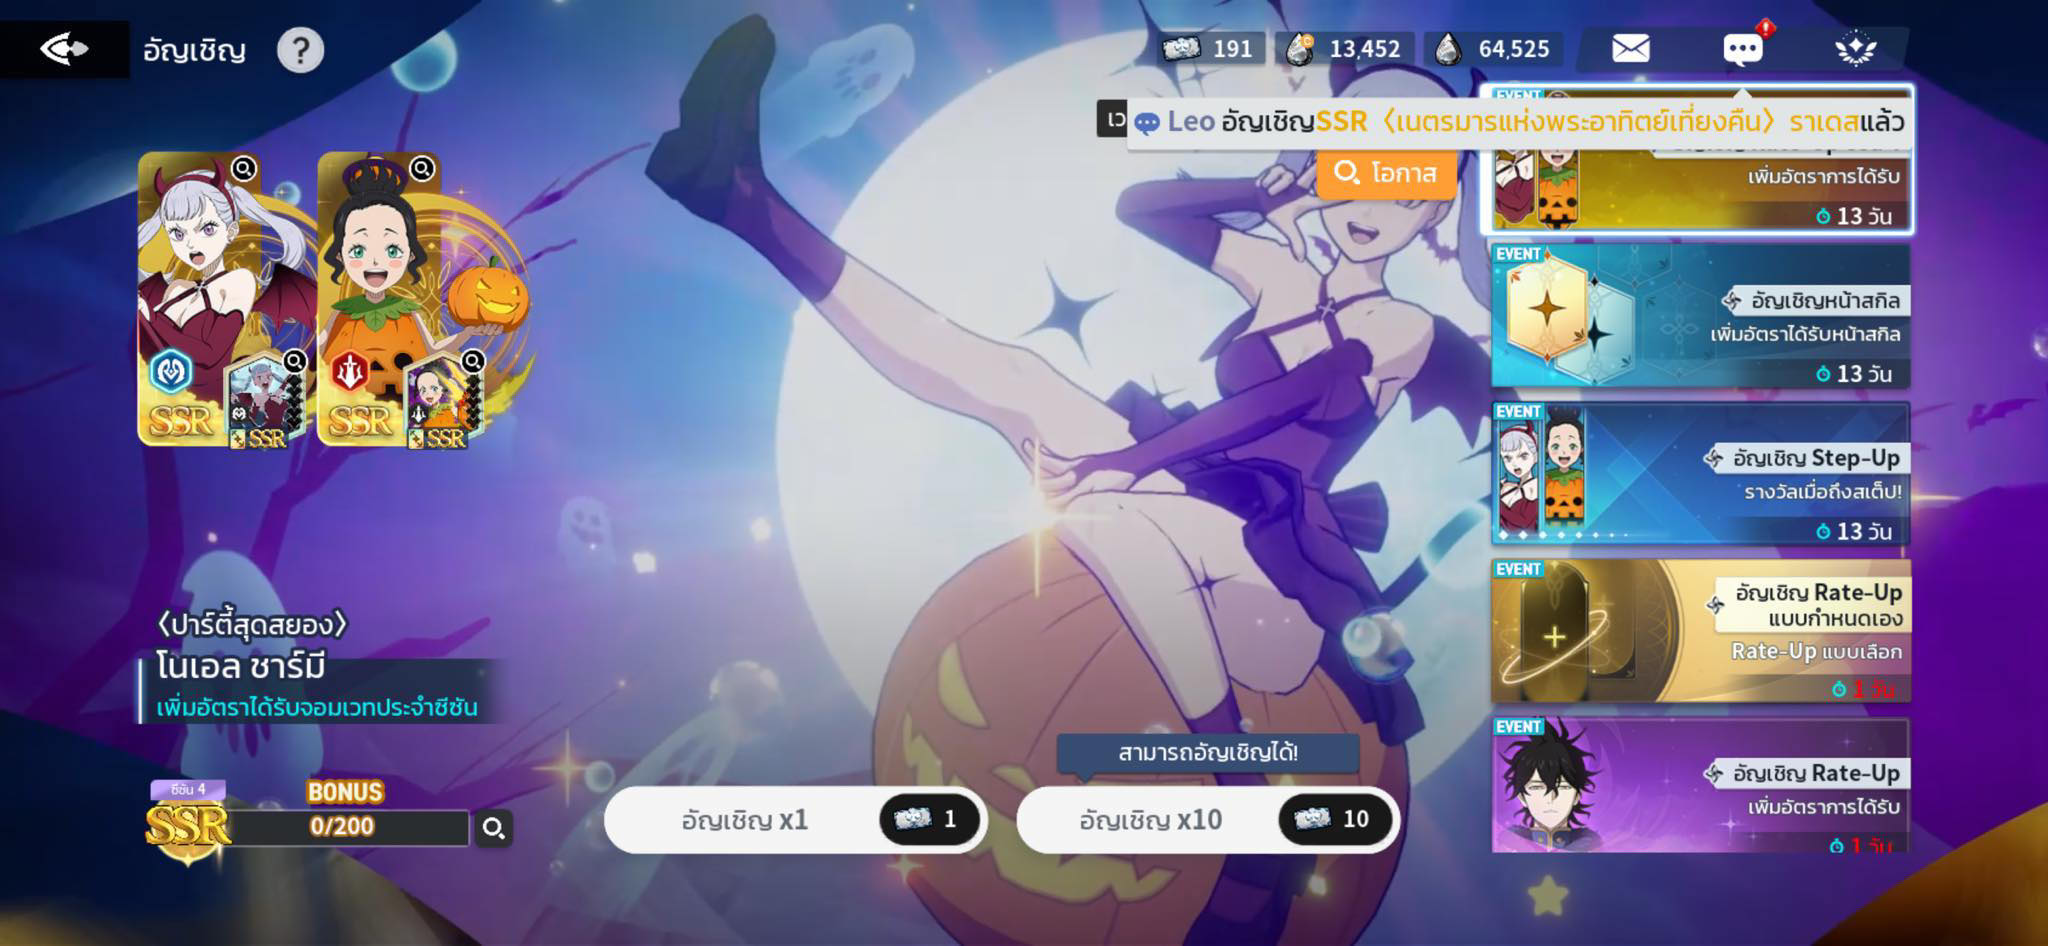 อัญเชิญ
?
191
13,452
64,525
เว
Leo อัญเชิญSSR〈เนตรมารแห่งพระอาทิตย์เที่ยงคืน〉ราเดสแล้ว
โอกาส
EVENT
เพิ่มอัตราการได้รับ
13 วัน
EVENT
อัญเชิญหน้าสกิล
เพิ่มอัตราได้รับหน้าสกิล
13 วัน
EVENT
อัญเชิญ Step-Up
รางวัลเมื่อถึงสเต็ป!
13 วัน
EVENT
อัญเชิญ Rate-Up
แบบกำหนดเอง
Rate-Up แบบเลือก
1 วัน
EVENT
อัญเชิญ Rate-Up
เพิ่มอัตราการได้รับ
1 วัน
SSR
SSR
SSR
SSR
〈ปาร์ตี้สุดสยอง〉
โนเอล ชาร์มี
เพิ่มอัตราได้รับจอมเวทประจำซีซัน
ซีซัน 4
SSR
BONUS
0/200
อัญเชิญ x1
1
สามารถอัญเชิญได้!
อัญเชิญ x10
10